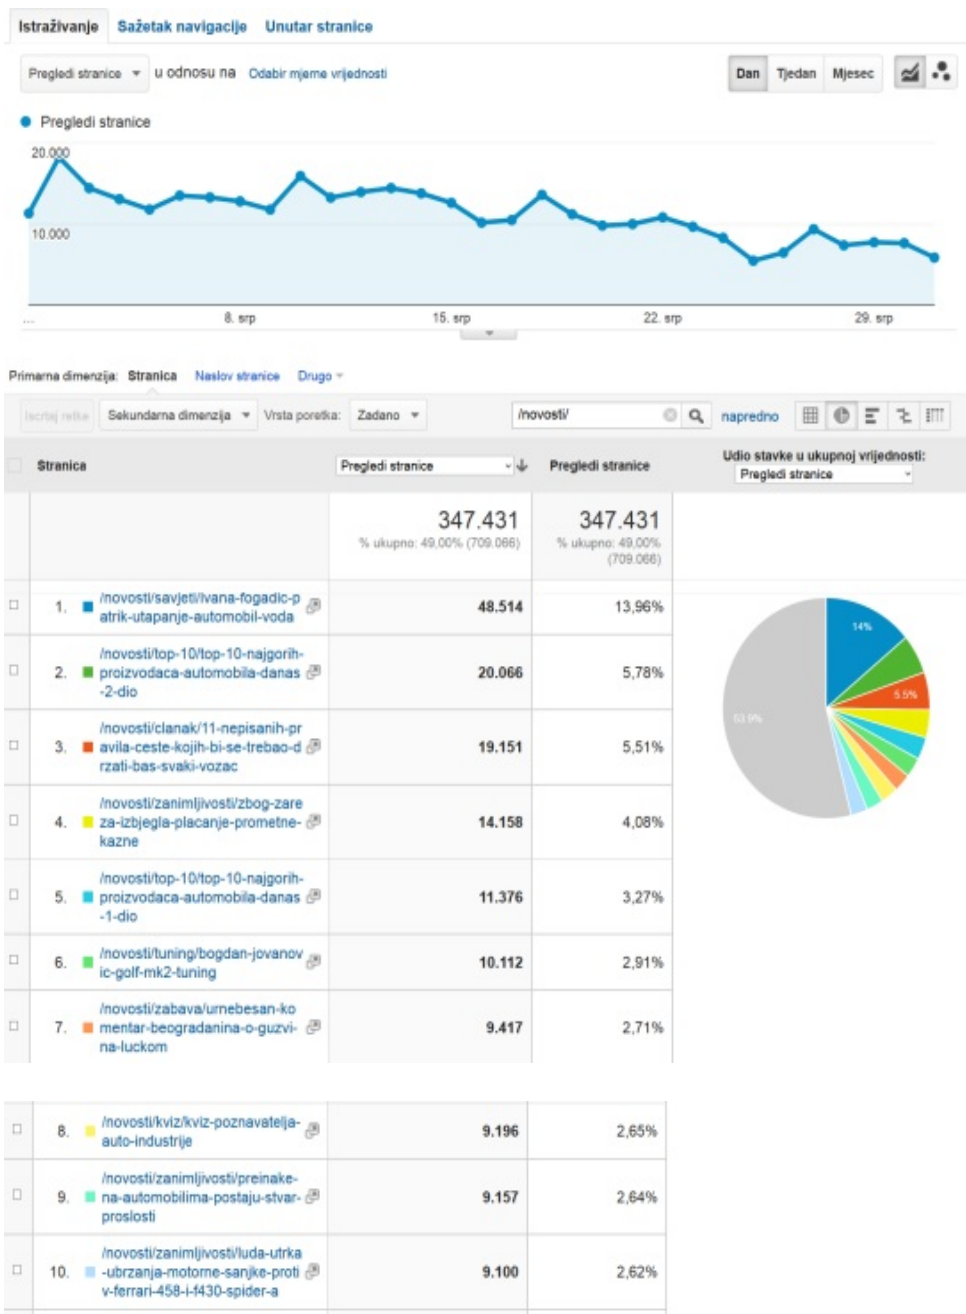 Istraživanje Sažetak navigacije Unutar stranice
Pregledi stranice u odnosu na Odabir mjerne vrijednosti Dan Tjedan Mjesec
Pregledi stranice
20.000
10.000
... 8. srp 15. srp 22. srp 29. srp
Primarna dimenzija: Stranica Naslov stranice Drugo
Iscrtaj retke Sekundarna dimenzija Vrsta poretka: Zadano /novosti/ napredno
Stranica Pregledi stranice Pregledi stranice Udio stavke u ukupnoj vrijednosti:
Pregledi stranice
347.431 347.431
% ukupno: 49,00% (709.066) % ukupno: 49,00%
(709.066)
1. /novosti/savjeti/ivana-fogadic-p
atrik-utapanje-automobil-voda 48.514 13,96%
14%
5.5%
53.9%
2. /novosti/top-10/top-10-najgorih-
proizvodaca-automobila-danas 20.066 5,78%
-2-dio
3. /novosti/clanak/11-nepisanih-pr
avila-ceste-kojih-bi-se-trebao-d 19.151 5,51%
rzati-bas-svaki-vozac
4. /novosti/zanimljivosti/zbog-zare
za-izbjegla-placanje-prometne- 14.158 4,08%
kazne
5. /novosti/top-10/top-10-najgorih-
proizvodaca-automobila-danas 11.376 3,27%
-1-dio
6. /novosti/tuning/bogdan-jovanov
ic-golf-mk2-tuning 10.112 2,91%
7. /novosti/zabava/urnebesan-ko
mentar-beogradanina-o-guzvi- 9.417 2,71%
na-luckom
8. /novosti/kviz/kviz-poznavatelja-
auto-industrije 9.196 2,65%
9. /novosti/zanimljivosti/preinake-
na-automobilima-postaju-stvar- 9.157 2,64%
proslosti
10. /novosti/zanimljivosti/luda-utrka
-ubrzanja-motorne-sanjke-proti 9.100 2,62%
v-ferrari-458-i-f430-spider-a